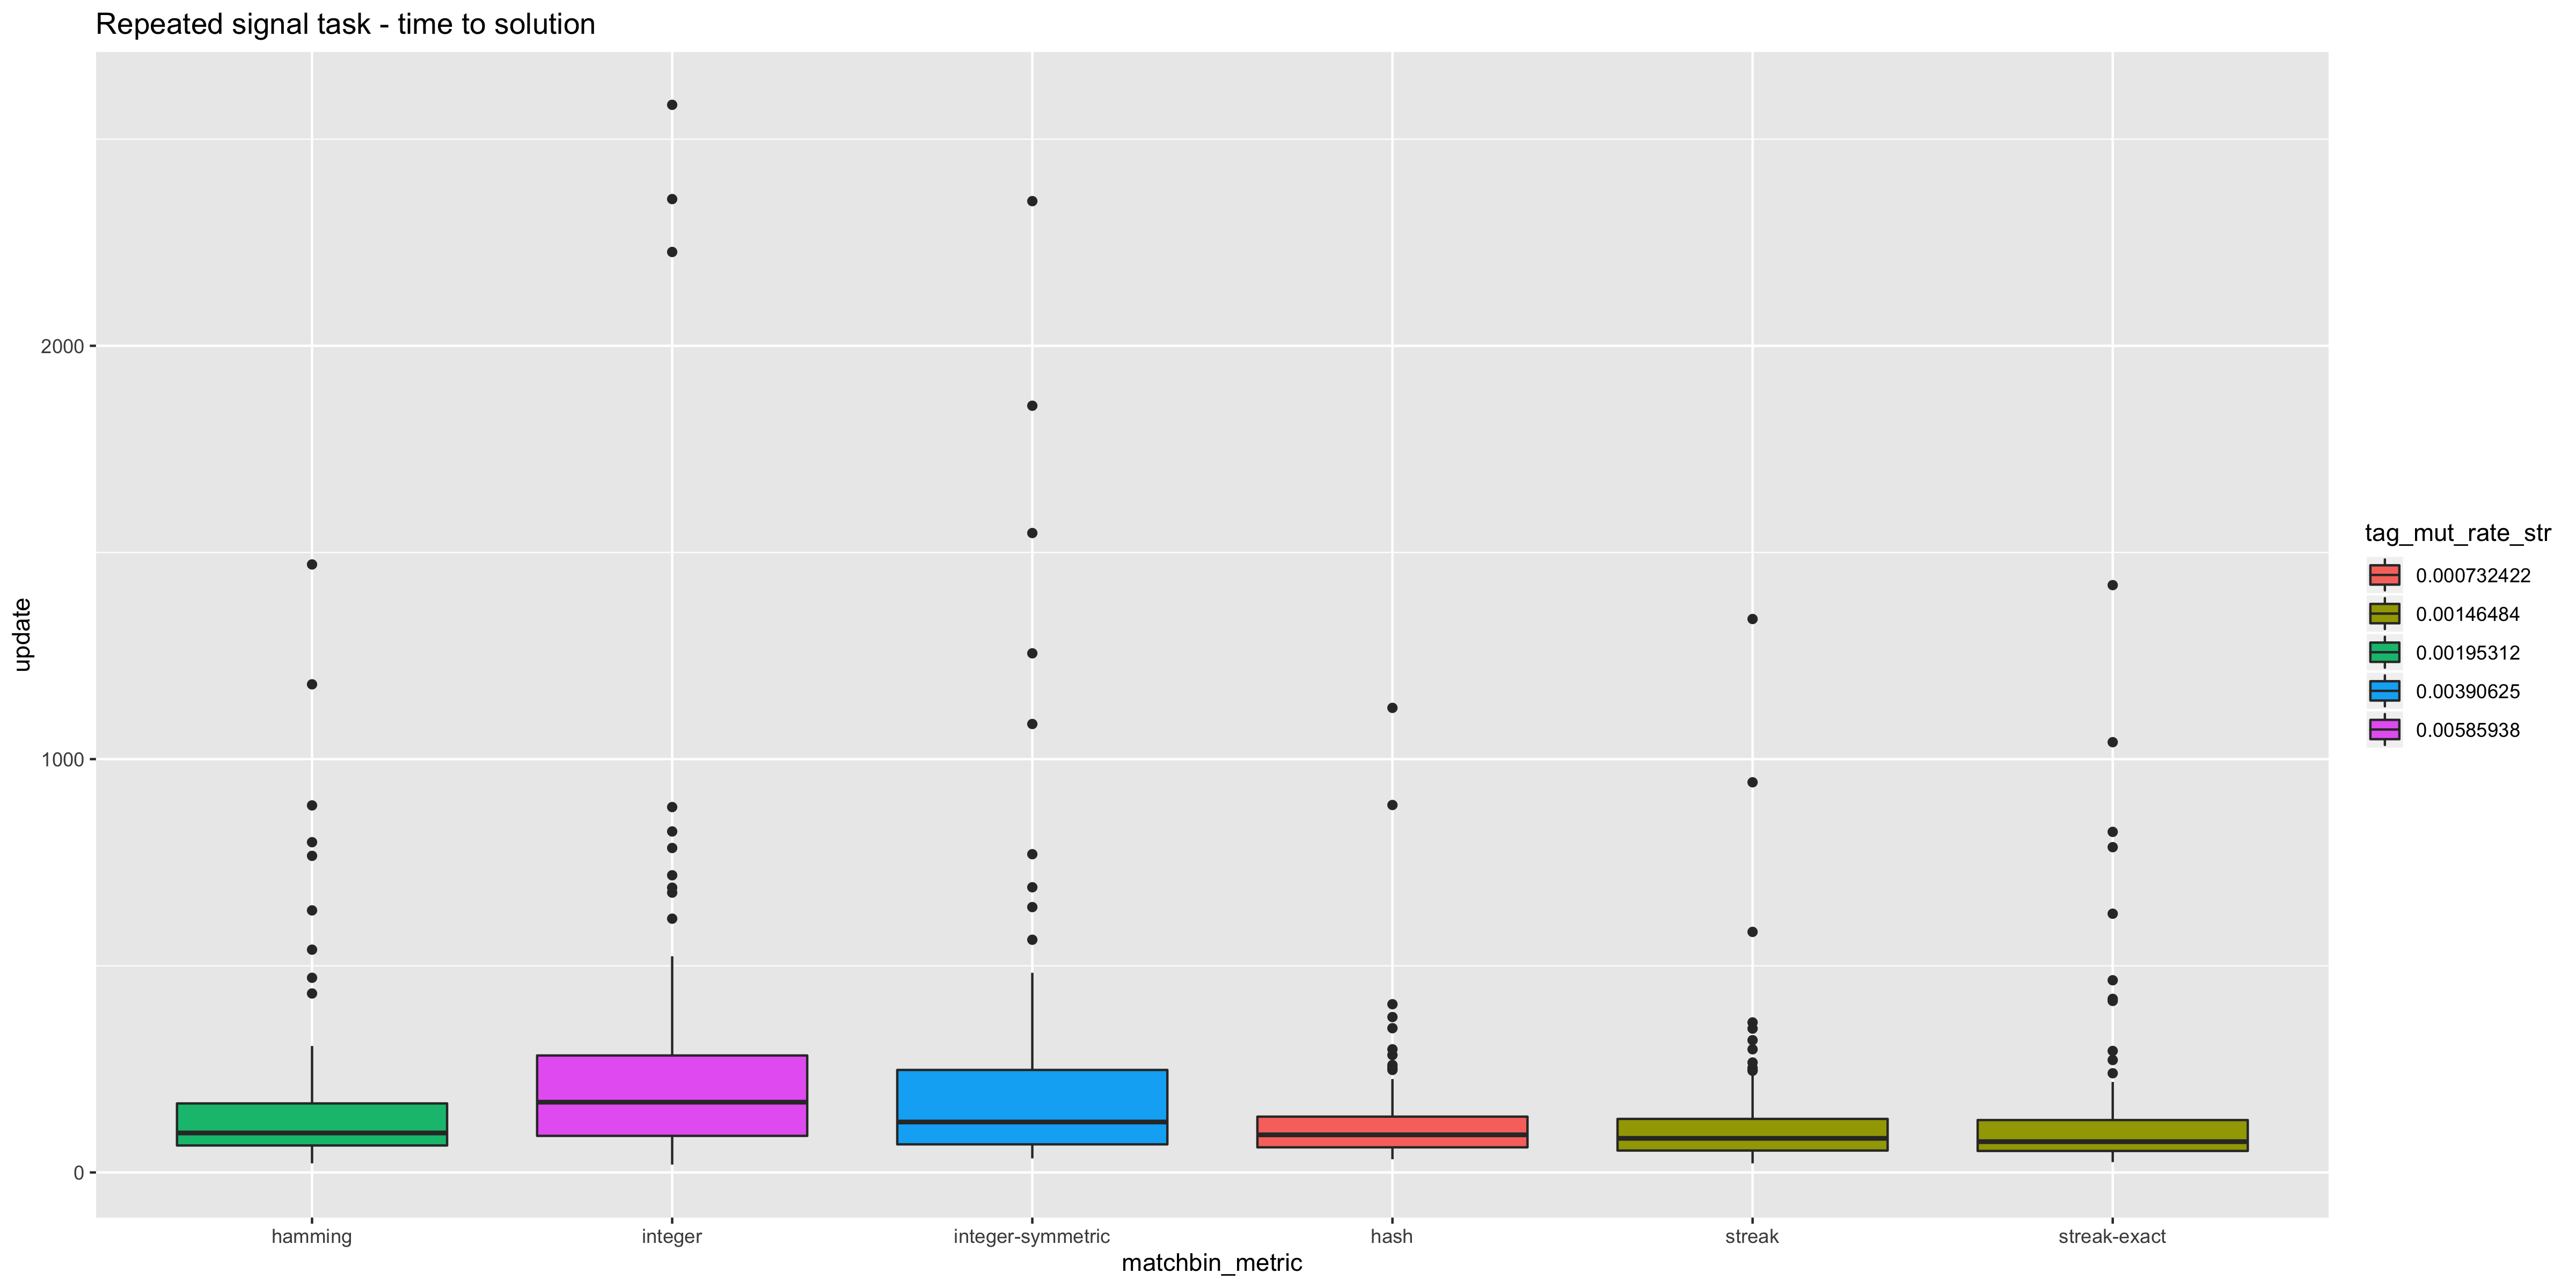 Repeated signal task - time to solution
update
2000
1000
0
hamming
integer
integer-symmetric
hash
streak
streak-exact
matchbin_metric
tag_mut_rate_str
0.000732422
0.00146484
0.00195312
0.00390625
0.00585938